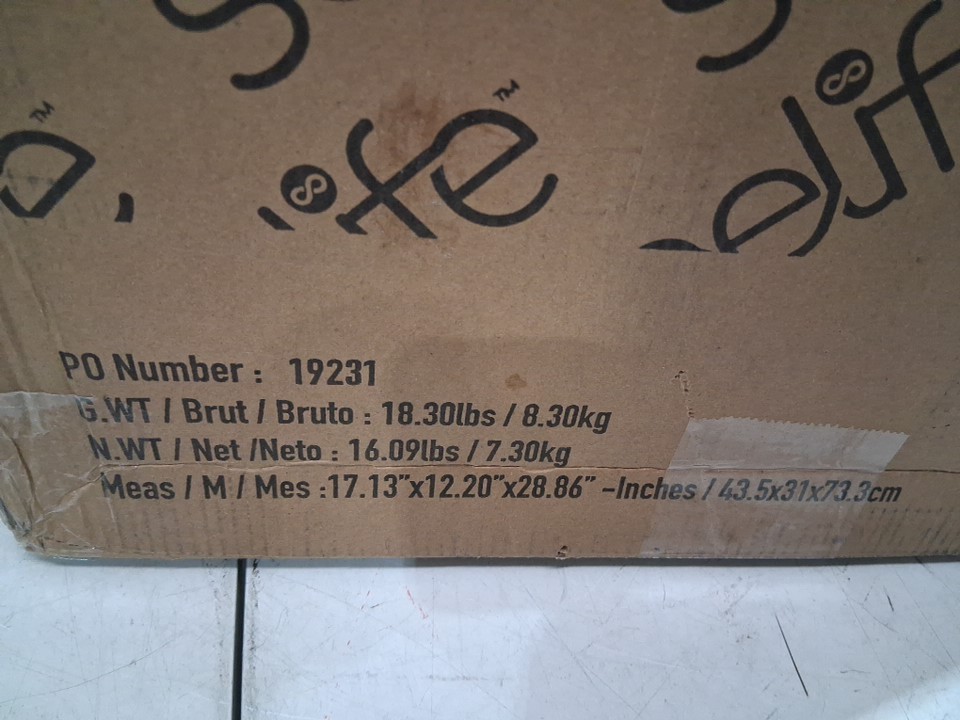 ife™
PO Number : 19231
G.WT / Brut / Bruto : 18.30lbs / 8.30kg
N.WT / Net /Neto : 16.09lbs / 7.30kg
Meas / M / Mes :17.13"x12.20"x28.86" -Inches / 43.5x31x73.3cm